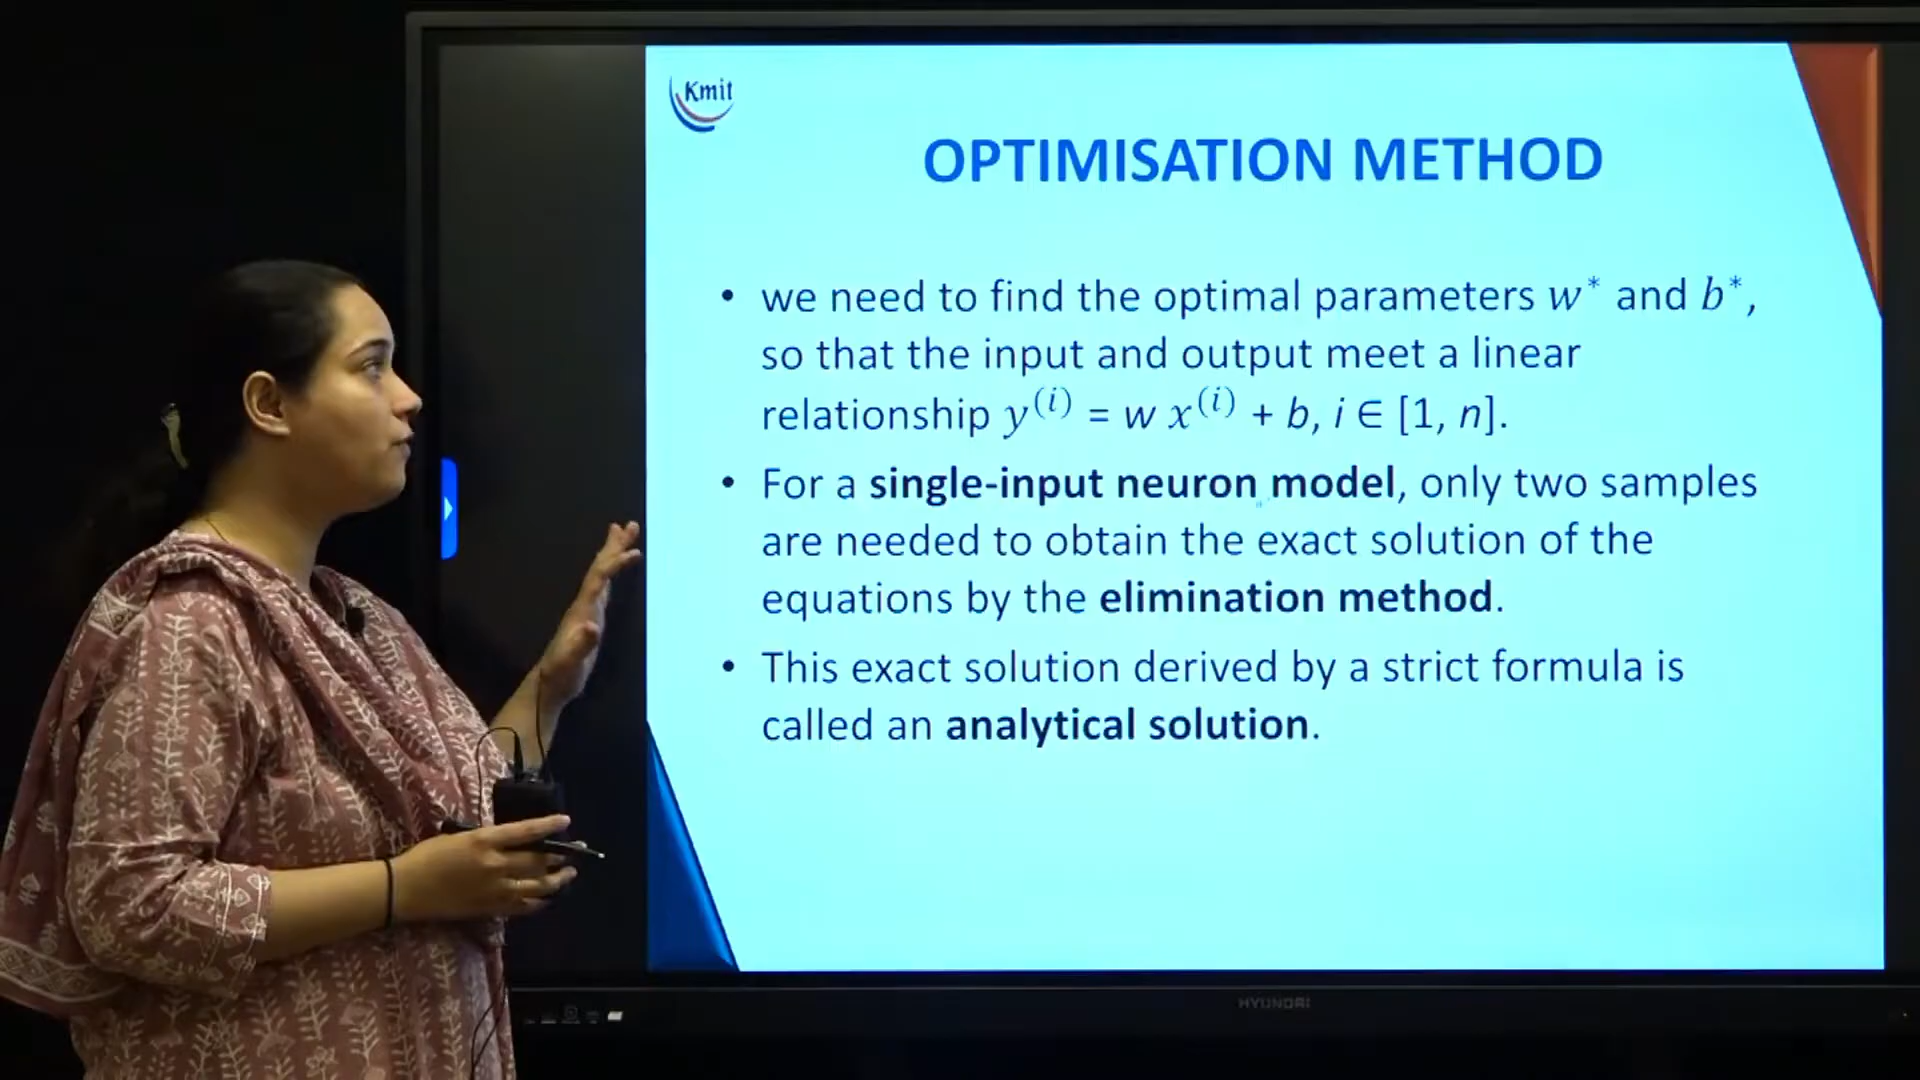 Kmit
OPTIMISATION METHOD
• we need to find the optimal parameters w* and b*,
so that the input and output meet a linear
relationship y⁽ⁱ⁾ = w x⁽ⁱ⁾ + b, i ∈ [1, n].
• For a single-input neuron model, only two samples
are needed to obtain the exact solution of the
equations by the elimination method.
• This exact solution derived by a strict formula is
called an analytical solution.
HYUNDAI